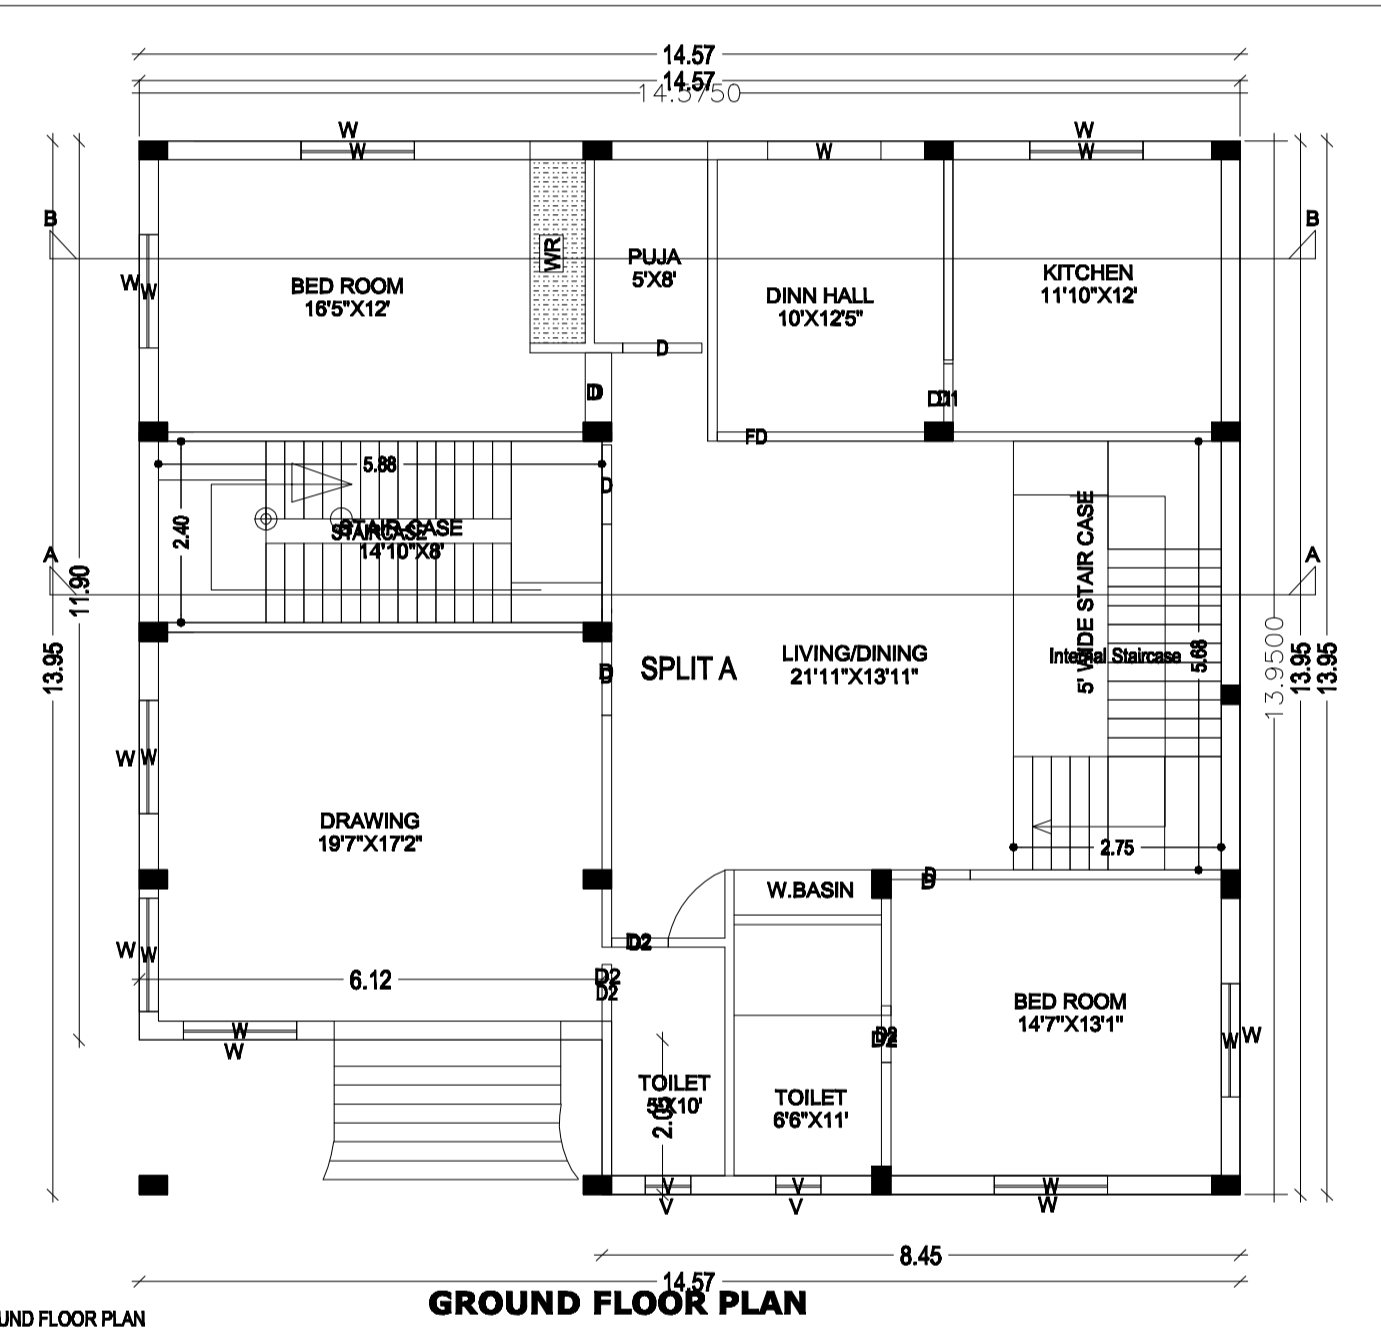 14.57
14.57
14.5750
W
W
W
W
W
B
B
WR
PUJA
5'X8'
BED ROOM
16'5"X12'
DINN HALL
10'X12'5"
KITCHEN
11'10"X12'
W
W
D
D
D1
FD
5.88
D
2.40
STAIR CASE
STAIRCASE
14'10"X8'
A
A
11.90
13.95
5' WIDE STAIR CASE
Internal Staircase
5.68
13.9500
13.95
13.95
SPLIT A
LIVING/DINING
21'11"X13'11"
D
W
W
DRAWING
19'7"X17'2"
2.75
D
D
W.BASIN
W
W
D2
6.12
D2
D2
BED ROOM
14'7"X13'1"
W
W
D2
W
W
TOILET
5'X10'
TOILET
6'6"X11'
V
V
V
V
W
W
8.45
14.57
GROUND FLOOR PLAN
UND FLOOR PLAN